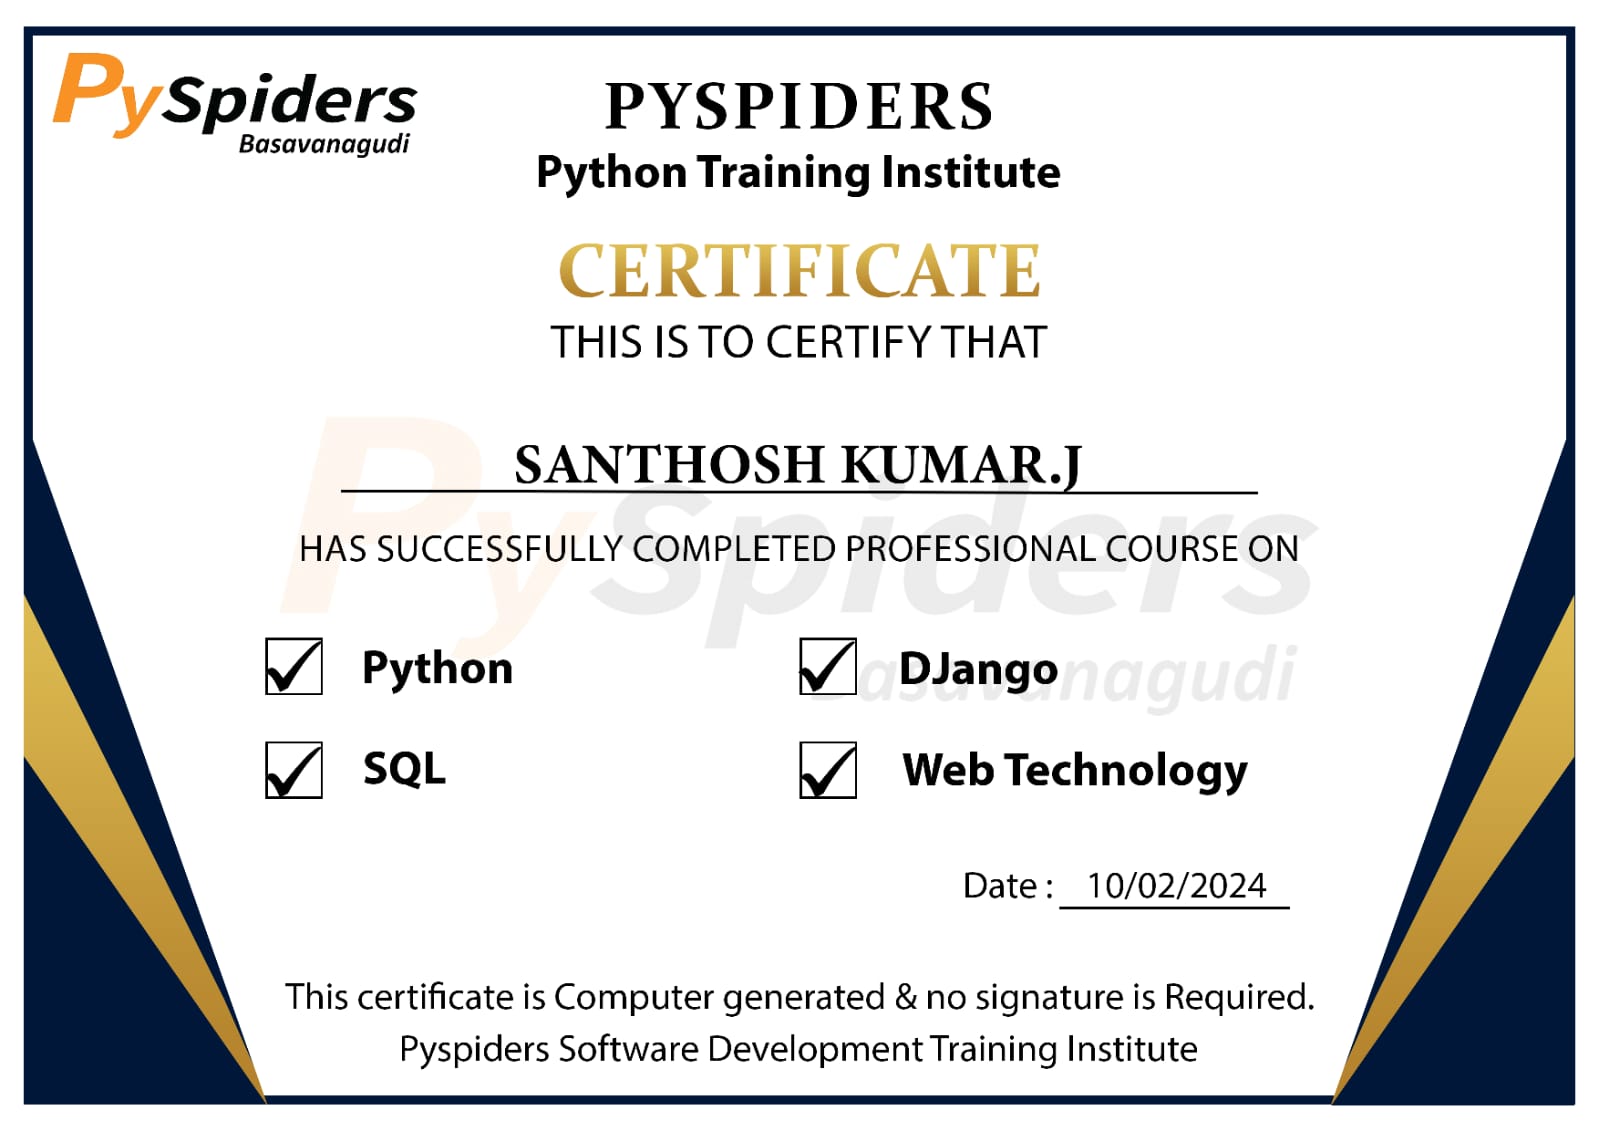 PySpiders
Basavanagudi
PYSPIDERS
Python Training Institute
CERTIFICATE
THIS IS TO CERTIFY THAT
SANTHOSH KUMAR.J
HAS SUCCESSFULLY COMPLETED PROFESSIONAL COURSE ON
PySpiders
Basavanagudi
Python
DJango
SQL
Web Technology
Date : 10/02/2024
This certificate is Computer generated & no signature is Required.
Pyspiders Software Development Training Institute